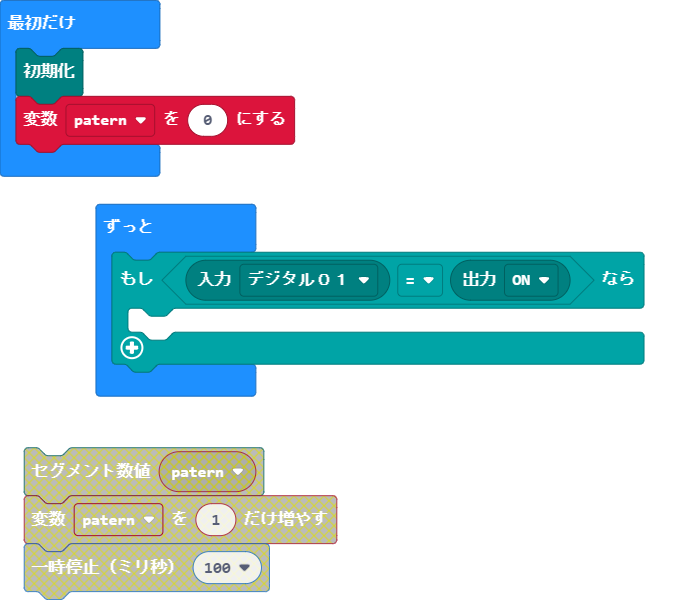 最初だけ
初期化
変数 patern を 0 にする
ずっと
もし 入力 デジタル01 = 出力 ON なら
セグメント数値 patern
変数 patern を 1 だけ増やす
一時停止（ミリ秒） 100